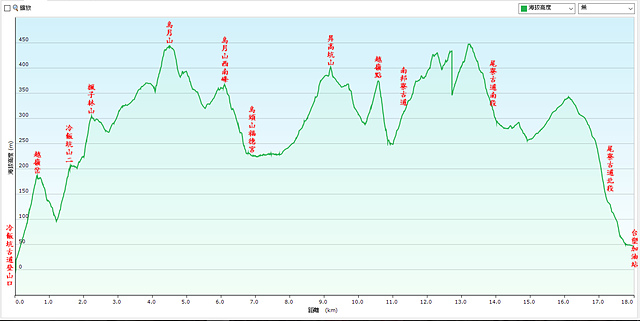 縮放
海拔高度
無
烏月山
烏月山西南峰
昇高坑山
越嶺點
南邦寮古道
尾寮古道南段
楓子林山
冷飯坑山二
越嶺岔
烏塗山福德宮
尾寮古道北段
冷飯坑古道登山口
台塑加油站
海拔高度 (m)
450
400
350
300
250
200
150
100
50
0
0.0 1.0 2.0 3.0 4.0 5.0 6.0 7.0 8.0 9.0 10.0 11.0 12.0 13.0 14.0 15.0 16.0 17.0 18.0
距離 (km)